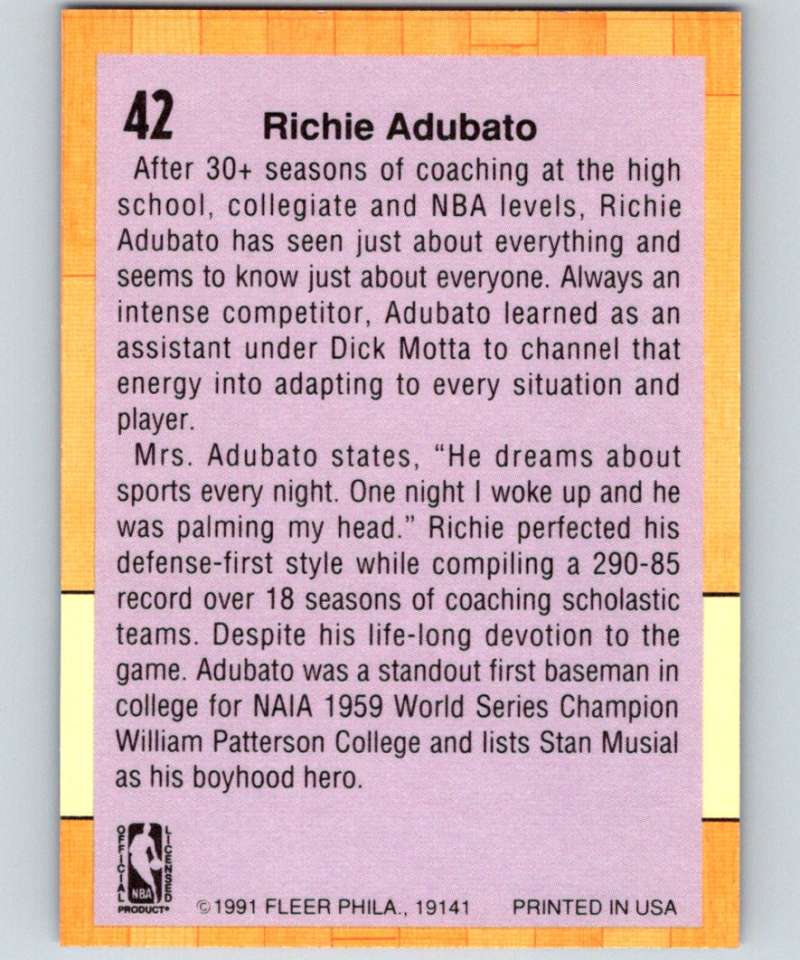 42
Richie Adubato
After 30+ seasons of coaching at the high
school, collegiate and NBA levels, Richie
Adubato has seen just about everything and
seems to know just about everyone. Always an
intense competitor, Adubato learned as an
assistant under Dick Motta to channel that
energy into adapting to every situation and
player.
Mrs. Adubato states, “He dreams about
sports every night. One night I woke up and he
was palming my head.” Richie perfected his
defense-first style while compiling a 290-85
record over 18 seasons of coaching scholastic
teams. Despite his life-long devotion to the
game. Adubato was a standout first baseman in
college for NAIA 1959 World Series Champion
William Patterson College and lists Stan Musial
as his boyhood hero.
OFFICIAL
LICENSED
NBA
PRODUCT®
©1991 FLEER PHILA., 19141
PRINTED IN USA